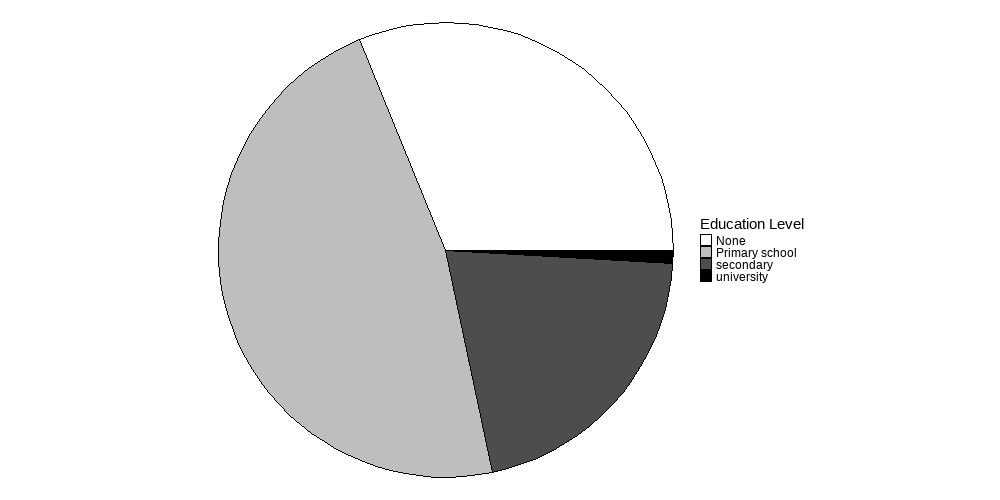 Education Level
None
Primary school
secondary
university